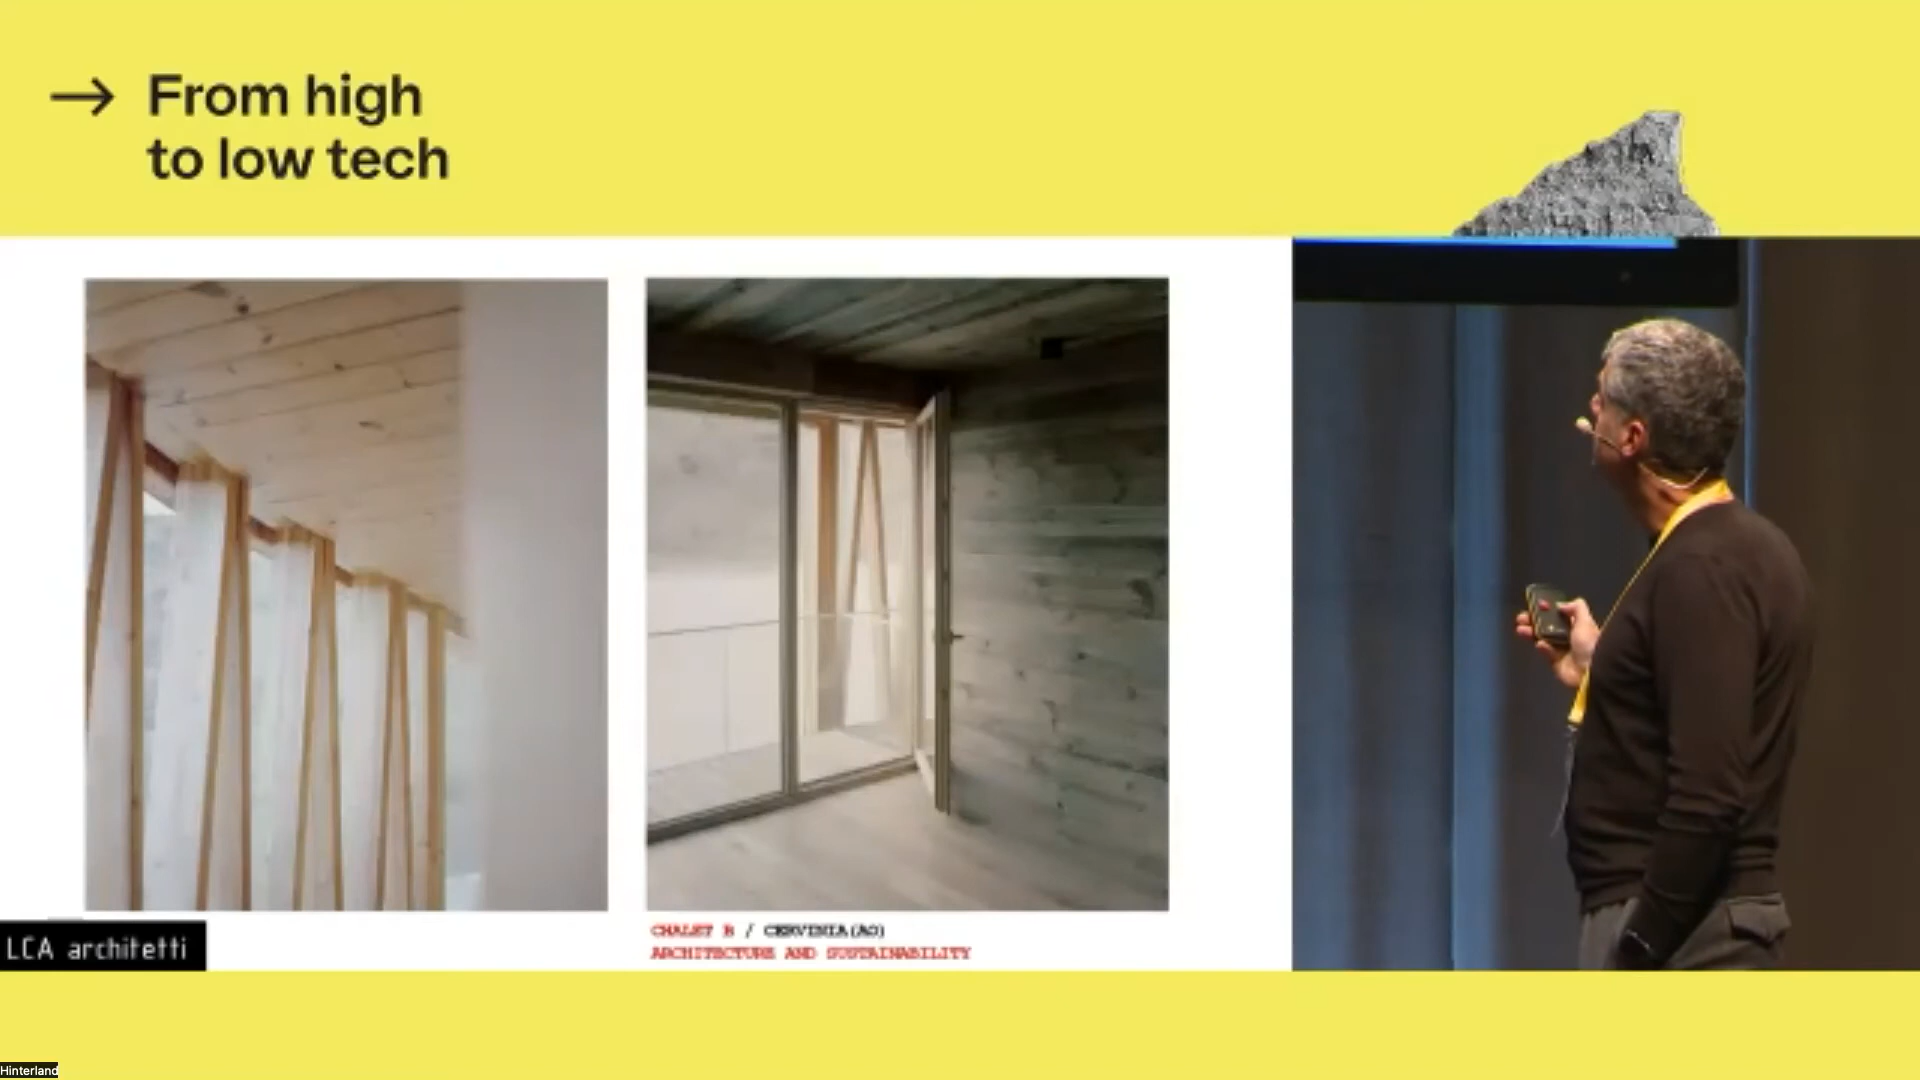 From high
to low tech
LCA architetti
CHALET B / CERVINIA(AO)
ARCHITECTURE AND SUSTAINABILITY
Hinterland